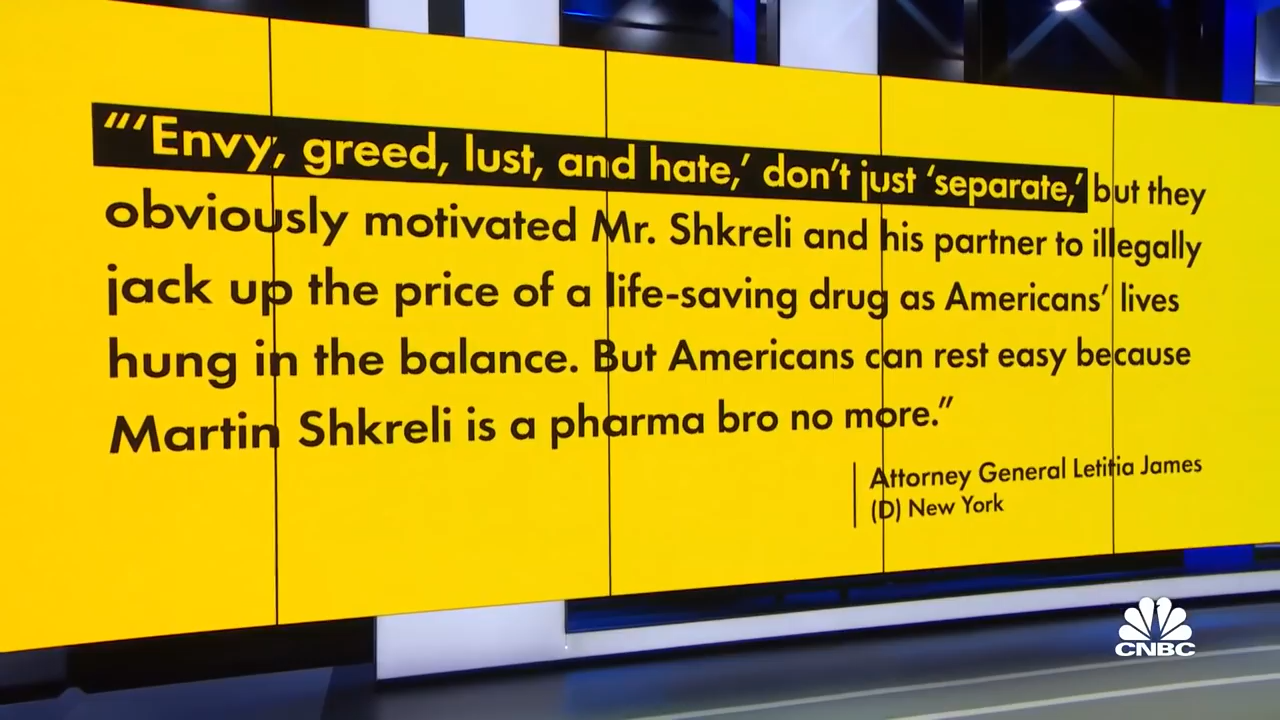 “‘Envy, greed, lust, and hate,’ don’t just ‘separate,’ but they
obviously motivated Mr. Shkreli and his partner to illegally
jack up the price of a life-saving drug as Americans’ lives
hung in the balance. But Americans can rest easy because
Martin Shkreli is a pharma bro no more.”
Attorney General Letitia James
(D) New York
CNBC